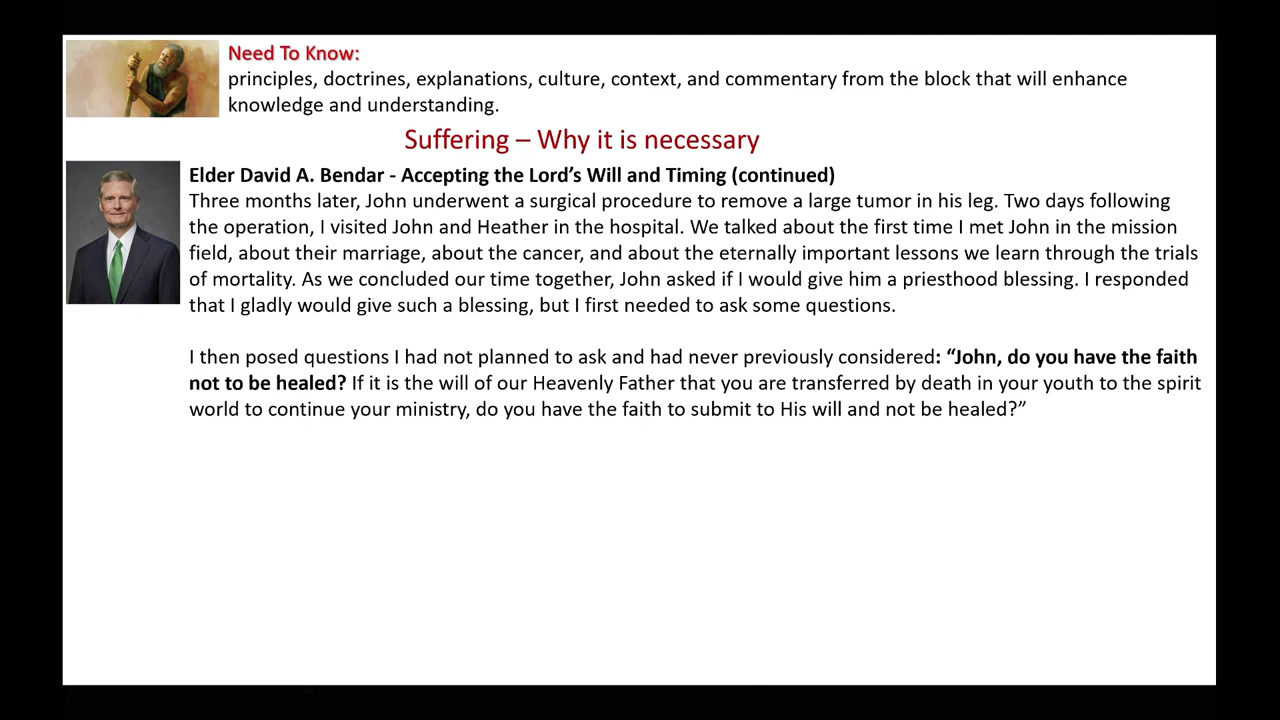 Need To Know:
principles, doctrines, explanations, culture, context, and commentary from the block that will enhance
knowledge and understanding.
Suffering – Why it is necessary
Elder David A. Bendar - Accepting the Lord’s Will and Timing (continued)
Three months later, John underwent a surgical procedure to remove a large tumor in his leg. Two days following
the operation, I visited John and Heather in the hospital. We talked about the first time I met John in the mission
field, about their marriage, about the cancer, and about the eternally important lessons we learn through the trials
of mortality. As we concluded our time together, John asked if I would give him a priesthood blessing. I responded
that I gladly would give such a blessing, but I first needed to ask some questions.
I then posed questions I had not planned to ask and had never previously considered: “John, do you have the faith
not to be healed? If it is the will of our Heavenly Father that you are transferred by death in your youth to the spirit
world to continue your ministry, do you have the faith to submit to His will and not be healed?”